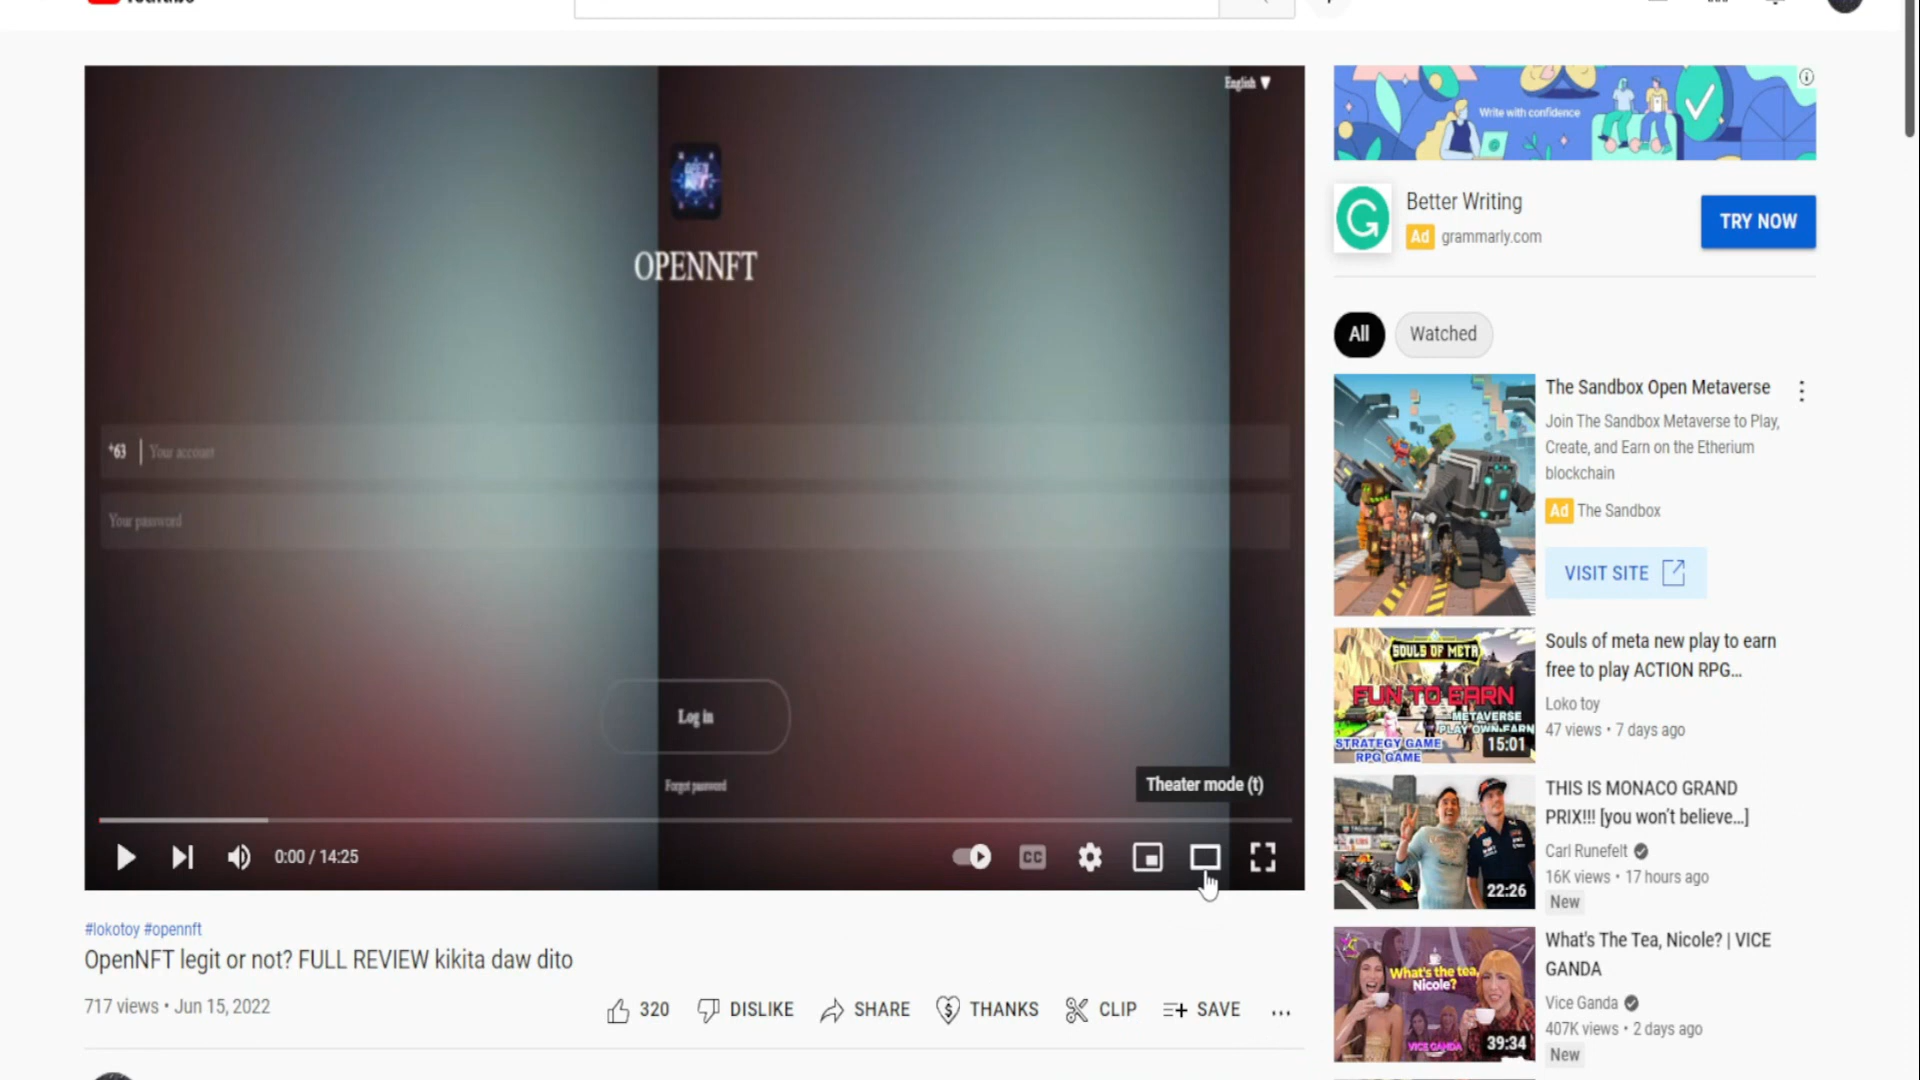 English ▼
OPENNFT
+63 Your account
Your password
Log in
Forgot password
Theater mode (t)
0:00 / 14:25
CC
#lokotoy #opennft
OpenNFT legit or not? FULL REVIEW kikita daw dito
717 views • Jun 15, 2022
320 DISLIKE SHARE THANKS CLIP SAVE ...
Write with confidence
Better Writing
Ad grammarly.com
TRY NOW
All Watched
The Sandbox Open Metaverse
Join The Sandbox Metaverse to Play,
Create, and Earn on the Etherium
blockchain
Ad The Sandbox
VISIT SITE
SOULS OF META
FUN TO EARN
METAVERSE
PLAY OWN EARN
STRATEGY GAME
RPG GAME
15:01
Souls of meta new play to earn
free to play ACTION RPG...
Loko toy
47 views • 7 days ago
22:26
THIS IS MONACO GRAND
PRIX!!! [you won't believe...]
Carl Runefelt
16K views • 17 hours ago
New
What's the tea,
Nicole?
VICE GANDA
39:34
What's The Tea, Nicole? | VICE
GANDA
Vice Ganda
407K views • 2 days ago
New